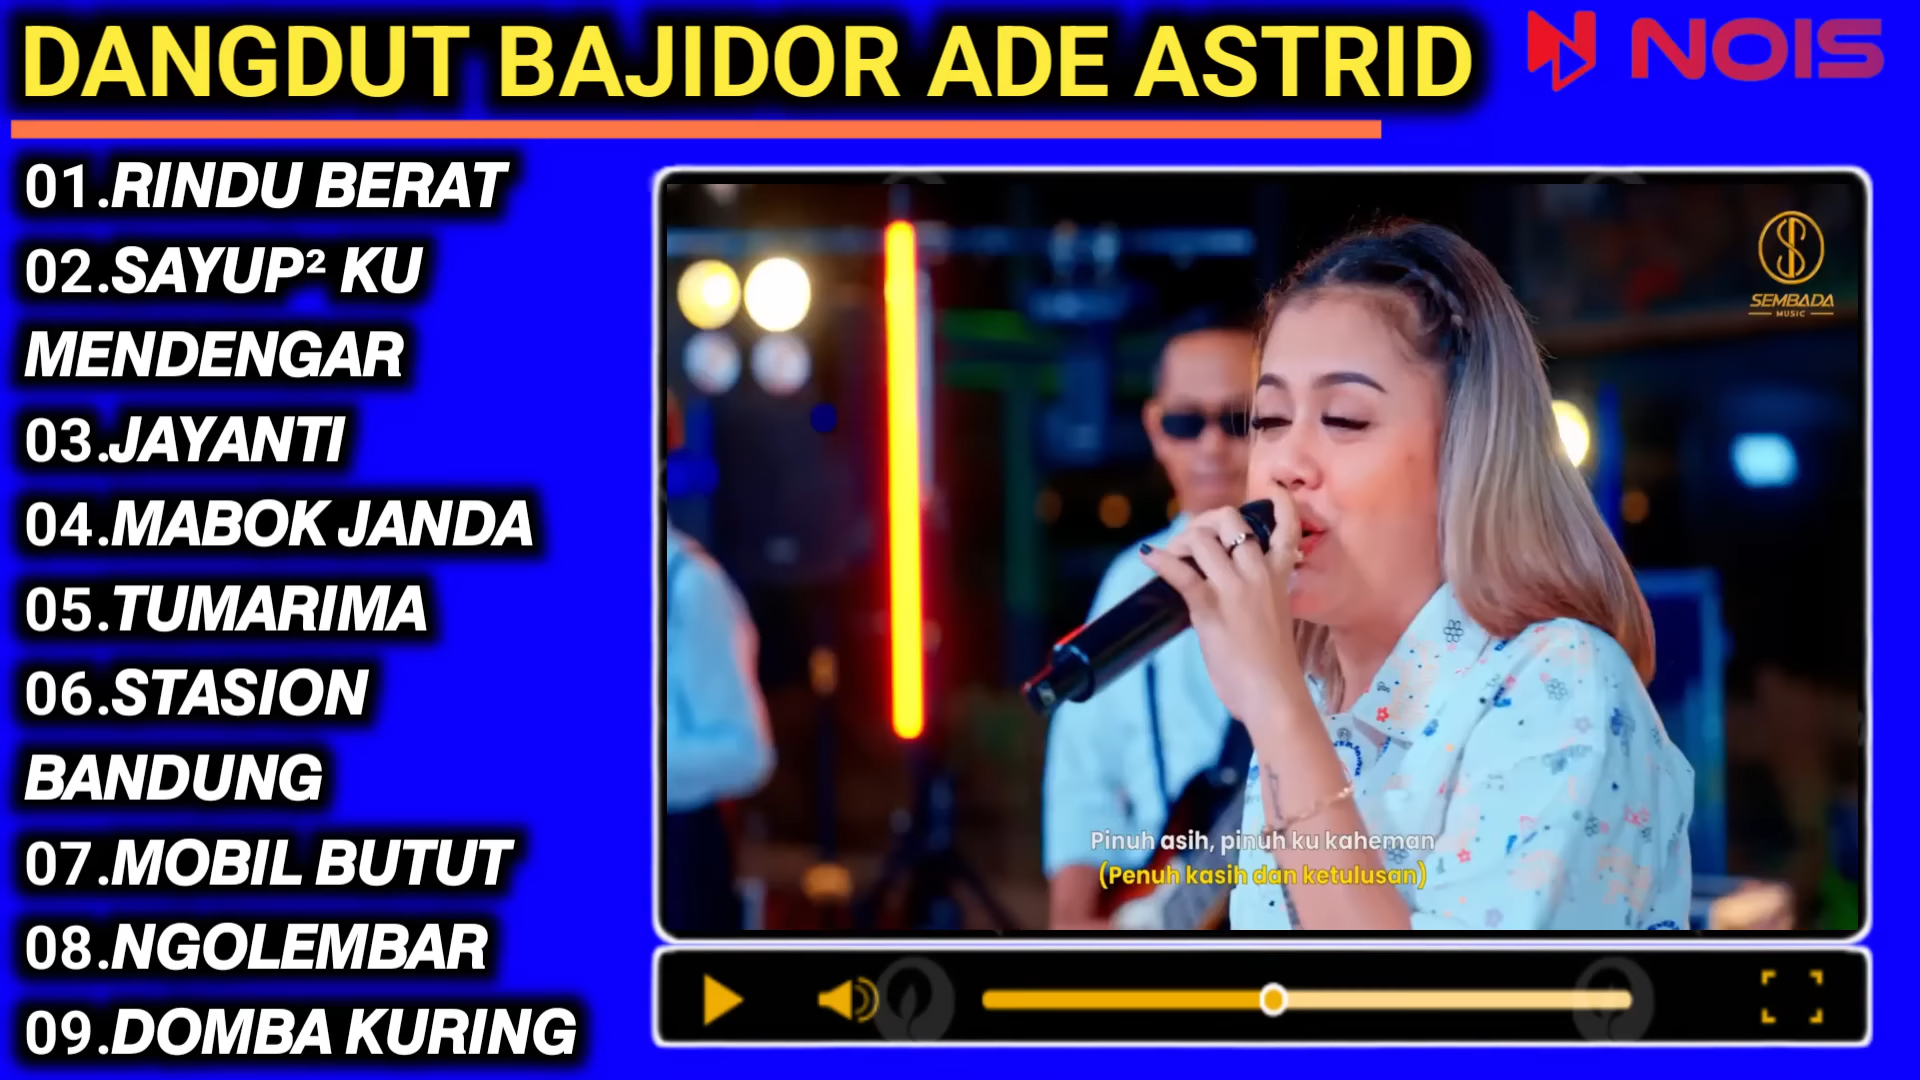 DANGDUT BAJIDOR ADE ASTRID
NOIS
01.RINDU BERAT
02.SAYUP² KU
MENDENGAR
03.JAYANTI
04.MABOK JANDA
05.TUMARIMA
06.STASION
BANDUNG
07.MOBIL BUTUT
08.NGOLEMBAR
09.DOMBA KURING
SEMBADA
MUSIC
Pinuh asih, pinuh ku kaheman
(Penuh kasih dan ketulusan)